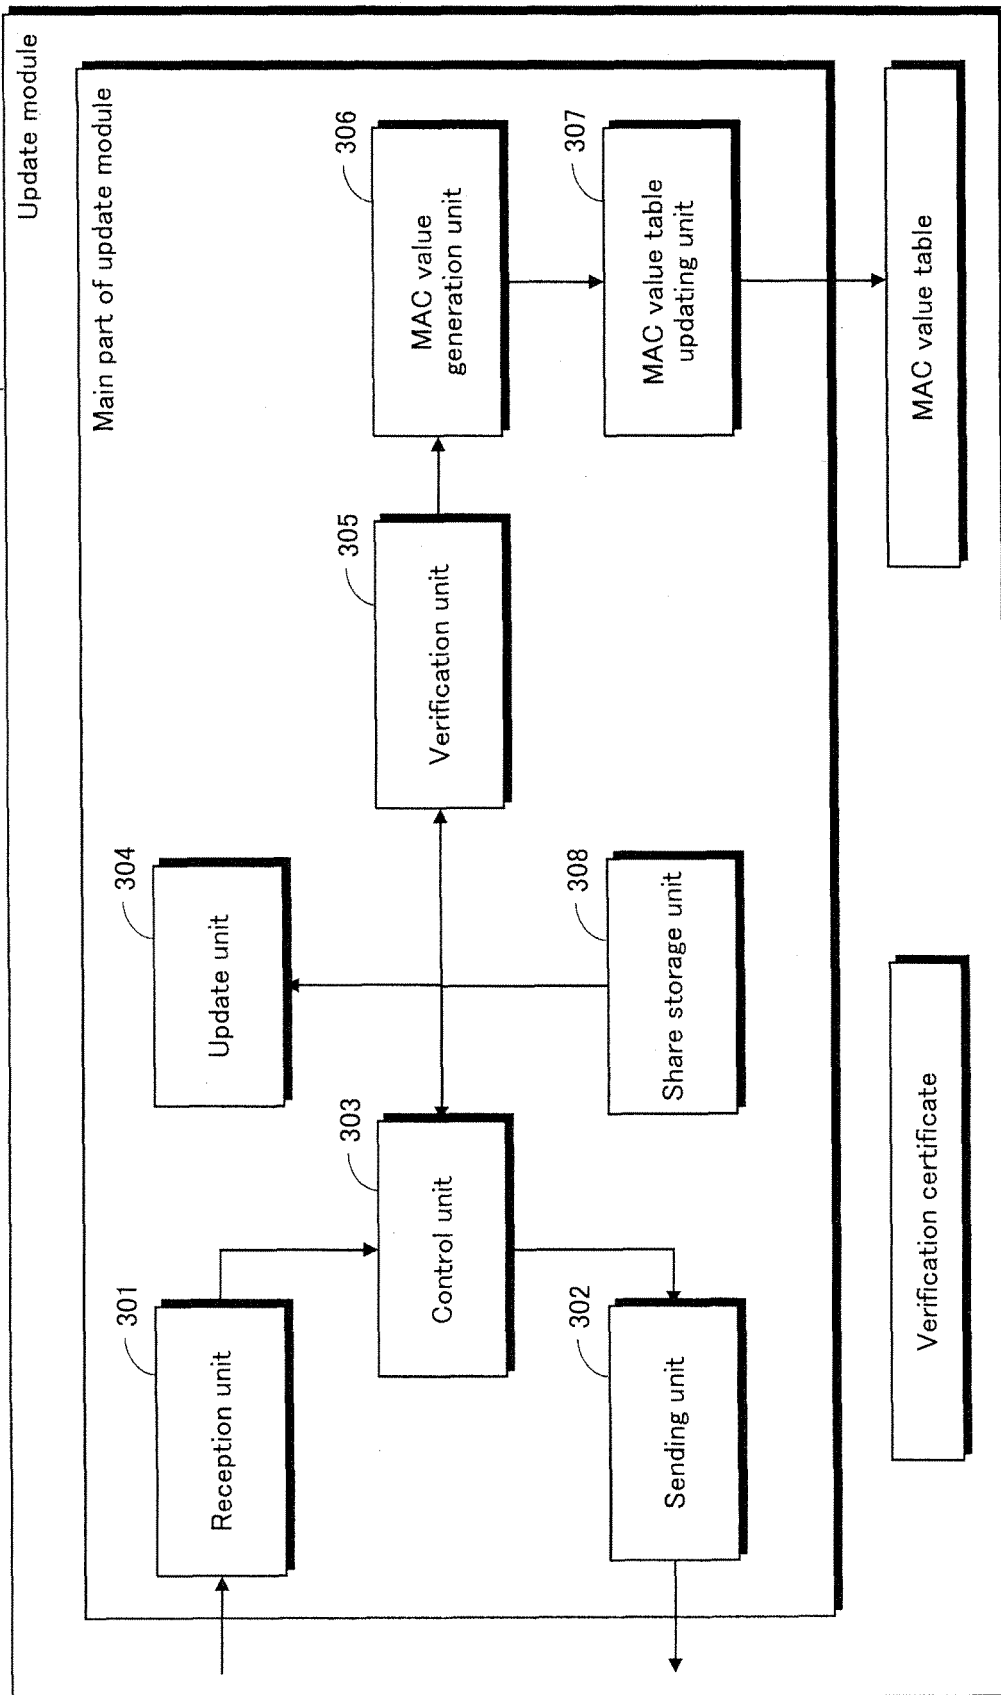 Update module
Main part of update module
301
Reception unit
302
Sending unit
303
Control unit
304
Update unit
308
Share storage unit
305
Verification unit
306
MAC value
generation unit
307
MAC value table
updating unit
Verification certificate
MAC value table